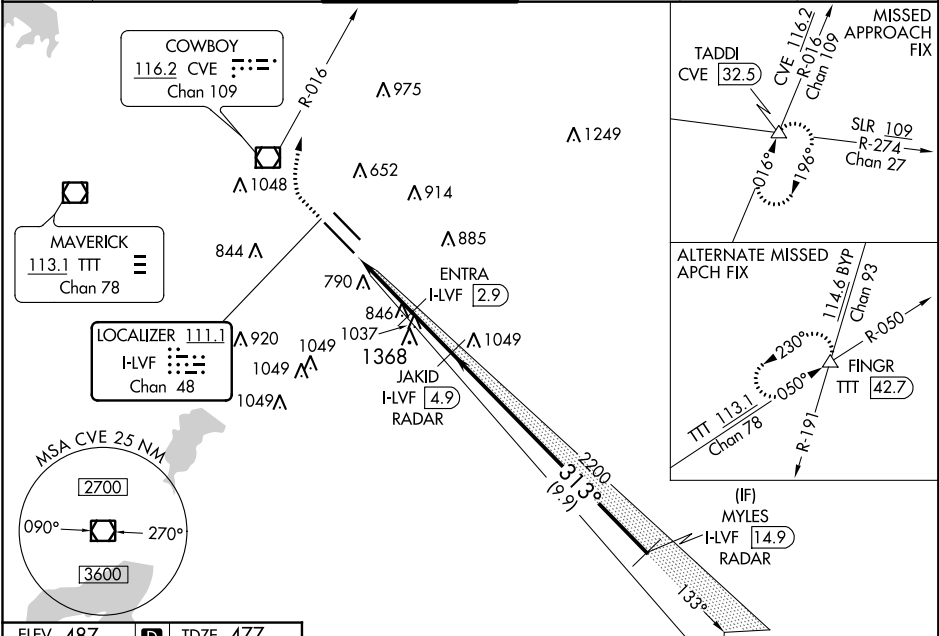 COWBOY
116.2 CVE
Chan 109
R-016
975
1249
652
1048
914
MAVERICK
113.1 TTT
Chan 78
844
885
790
ENTRA
I-LVF 2.9
846
1037
1368
1049
LOCALIZER 111.1
I-LVF
Chan 48
920
1049
1049
1049
JAKID
I-LVF 4.9
RADAR
2200
313°
(9.9)
(IF)
MYLES
I-LVF 14.9
RADAR
133°
MSA CVE 25 NM
2700
090°
270°
3600
MISSED
APPROACH
FIX
TADDI
CVE 32.5
CVE 116.2
R-016
Chan 109
SLR 109
R-274
Chan 27
016°
196°
ALTERNATE MISSED
APCH FIX
114.6 BYP
Chan 93
R-050
230°
FINGR
TTT 42.7
TTT 113.1
Chan 78
050°
R-191
ELEV 487 D TDZE 477